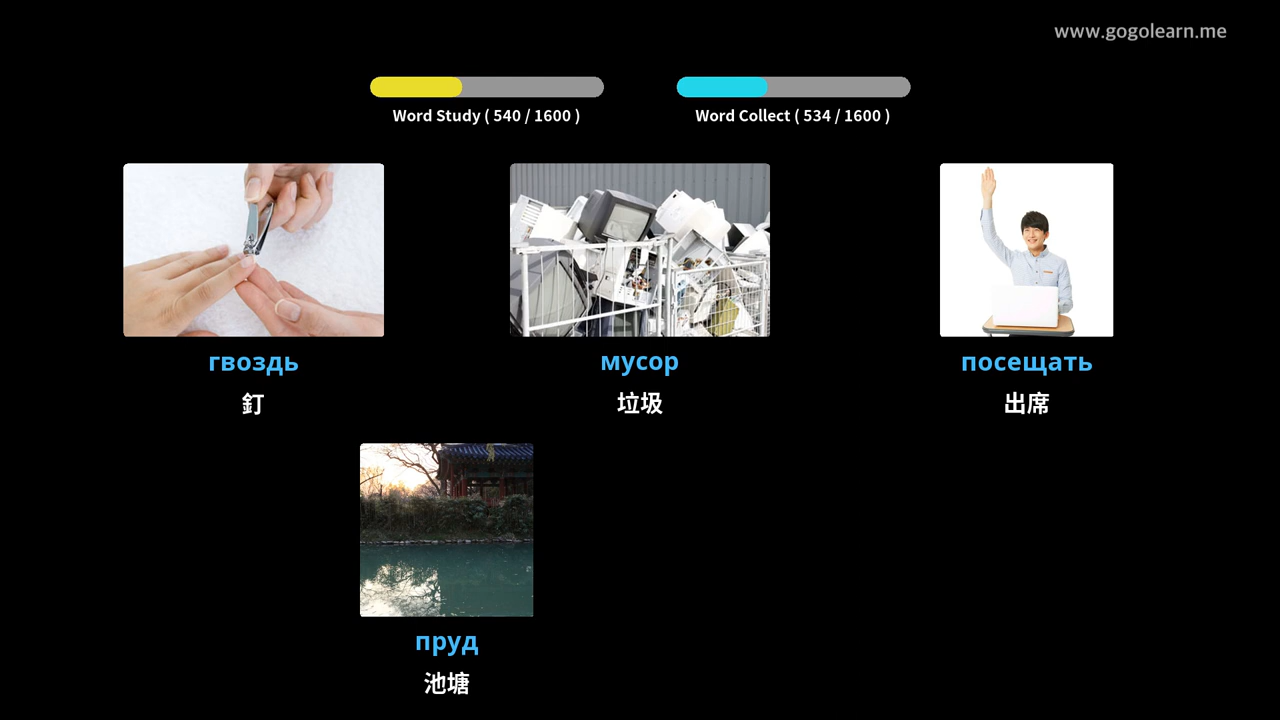 www.gogolearn.me
Word Study ( 540 / 1600 )
Word Collect ( 534 / 1600 )
гвоздь
釘
мусор
垃圾
посещать
出席
пруд
池塘